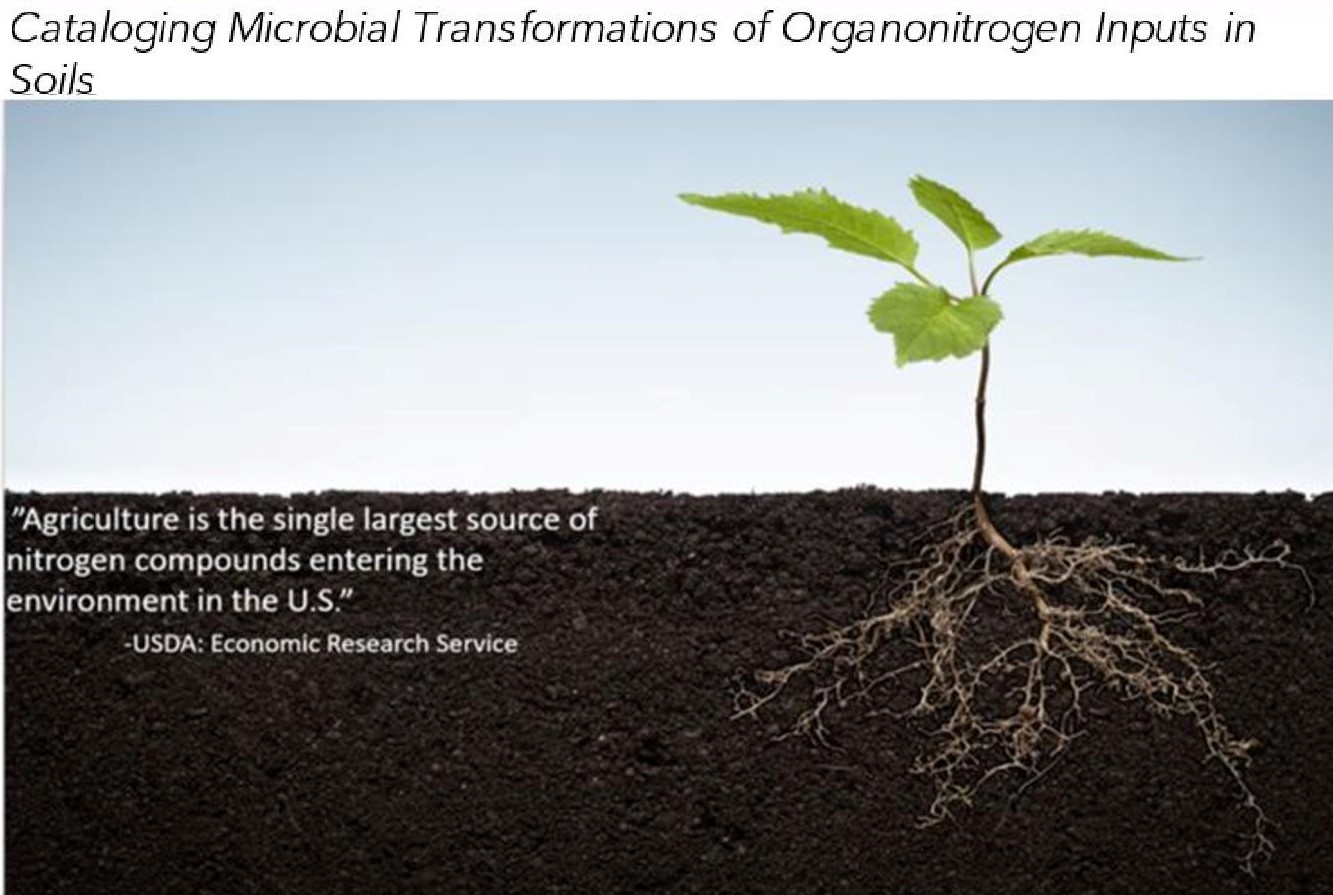 Cataloging Microbial Transformations of Organonitrogen Inputs in
Soils
"Agriculture is the single largest source of
nitrogen compounds entering the
environment in the U.S."
-USDA: Economic Research Service